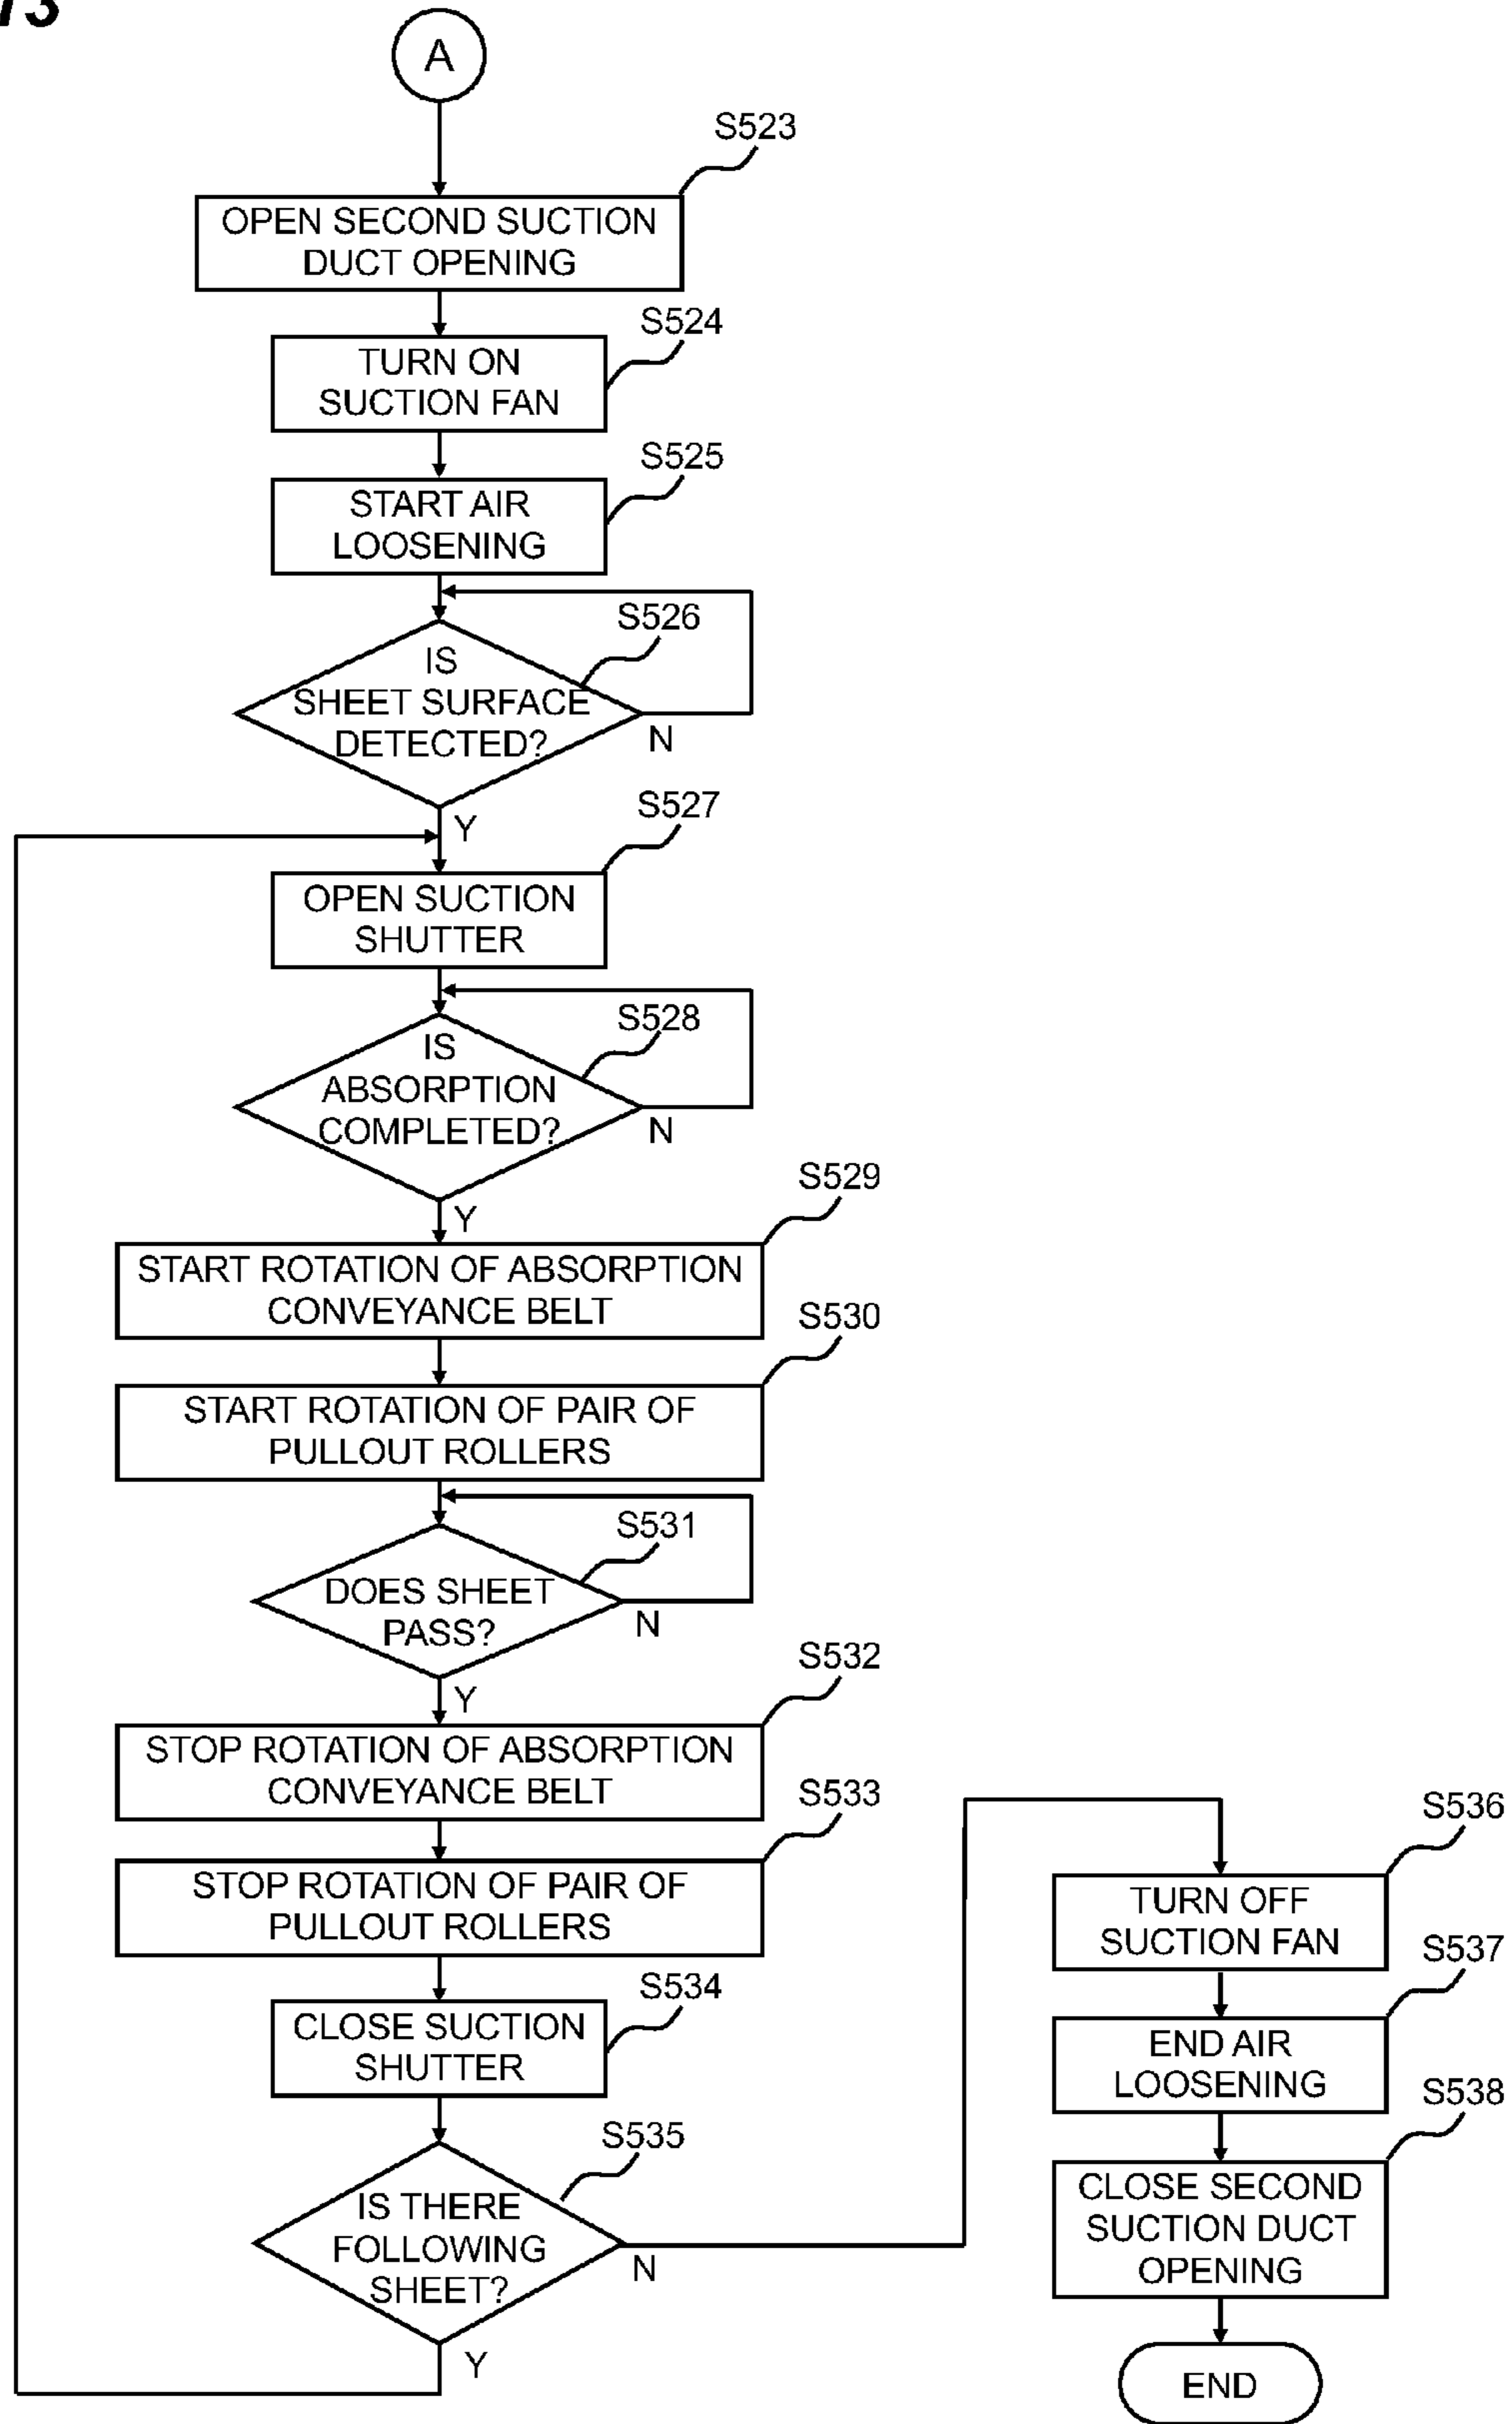 13
A
S523
OPEN SECOND SUCTION
DUCT OPENING
S524
TURN ON
SUCTION FAN
S525
START AIR
LOOSENING
S526
IS
SHEET SURFACE
DETECTED?
N
Y
S527
OPEN SUCTION
SHUTTER
S528
IS
ABSORPTION
COMPLETED?
N
Y
S529
START ROTATION OF ABSORPTION
CONVEYANCE BELT
S530
START ROTATION OF PAIR OF
PULLOUT ROLLERS
S531
DOES SHEET
PASS?
N
Y
S532
STOP ROTATION OF ABSORPTION
CONVEYANCE BELT
S533
STOP ROTATION OF PAIR OF
PULLOUT ROLLERS
S534
CLOSE SUCTION
SHUTTER
S535
IS THERE
FOLLOWING
SHEET?
N
Y
S536
TURN OFF
SUCTION FAN
S537
END AIR
LOOSENING
S538
CLOSE SECOND
SUCTION DUCT
OPENING
END